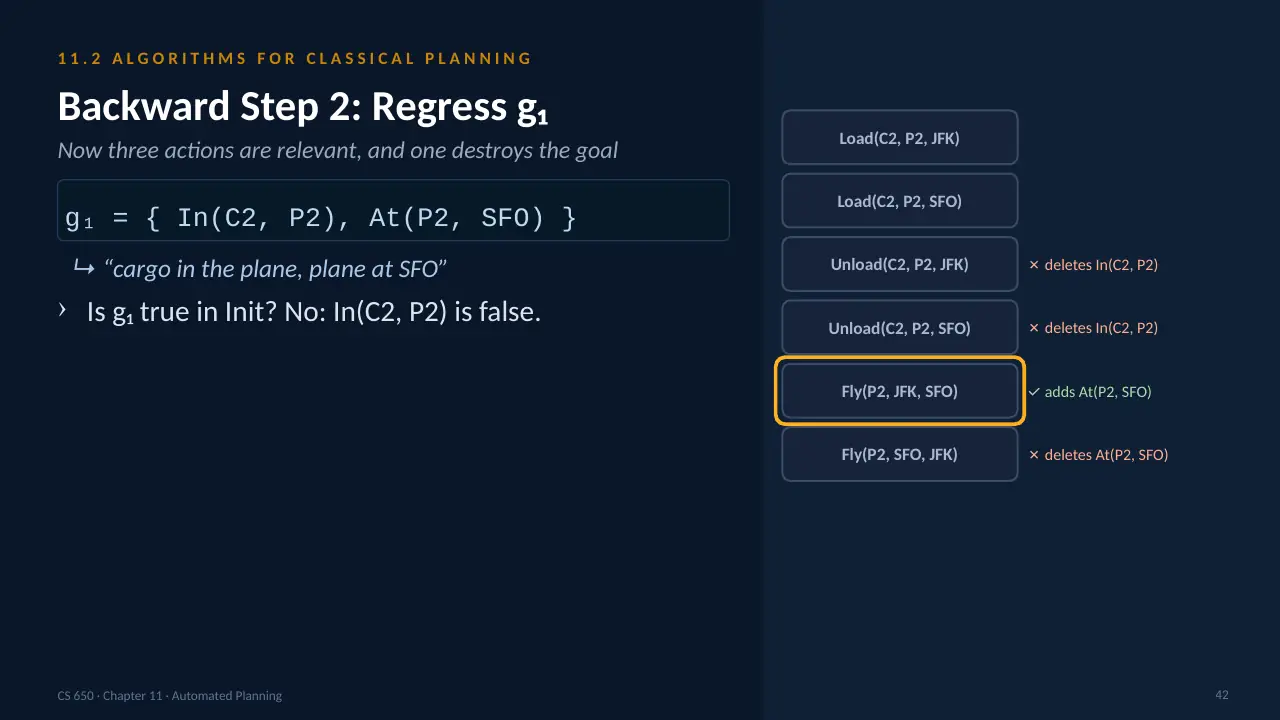 11.2 ALGORITHMS FOR CLASSICAL PLANNING
Backward Step 2: Regress g₁
Now three actions are relevant, and one destroys the goal
g₁ = { In(C2, P2), At(P2, SFO) }
↪ “cargo in the plane, plane at SFO”
› Is g₁ true in Init? No: In(C2, P2) is false.
Load(C2, P2, JFK)
Load(C2, P2, SFO)
Unload(C2, P2, JFK) × deletes In(C2, P2)
Unload(C2, P2, SFO) × deletes In(C2, P2)
Fly(P2, JFK, SFO) ✓ adds At(P2, SFO)
Fly(P2, SFO, JFK) × deletes At(P2, SFO)
CS 650 · Chapter 11 · Automated Planning
42